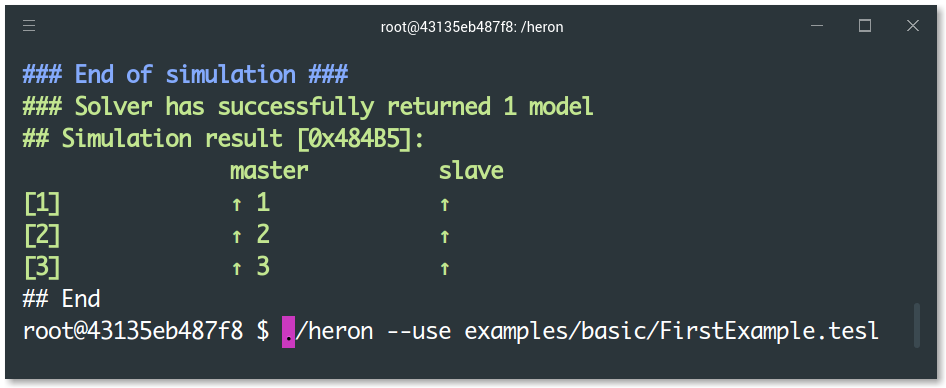 root@43135eb487f8: /heron
### End of simulation ###
### Solver has successfully returned 1 model
## Simulation result [0x484B5]:
master slave
[1] ↑ 1 ↑
[2] ↑ 2 ↑
[3] ↑ 3 ↑
## End
root@43135eb487f8 $ ./heron --use examples/basic/FirstExample.tesl